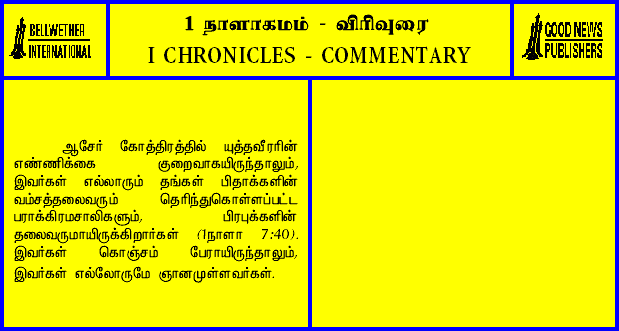 BELLWETHER
INTERNATIONAL
1 நாளாகமம் - விரிவுரை
I CHRONICLES - COMMENTARY
GOOD NEWS
PUBLISHERS
ஆசேர் கோத்திரத்தில் யுத்தவீரரின்
எண்ணிக்கை குறைவாகயிருந்தாலும்,
இவர்கள் எல்லாரும் தங்கள் பிதாக்களின்
வம்சத்தலைவரும் தெரிந்துகொள்ளப்பட்ட
பராக்கிரமசாலிகளும், பிரபுக்களின்
தலைவருமாயிருக்கிறார்கள் (1நாளா 7:40).
இவர்கள் கொஞ்சம் பேராயிருந்தாலும்,
இவர்கள் எல்லோருமே ஞானமுள்ளவர்கள்.